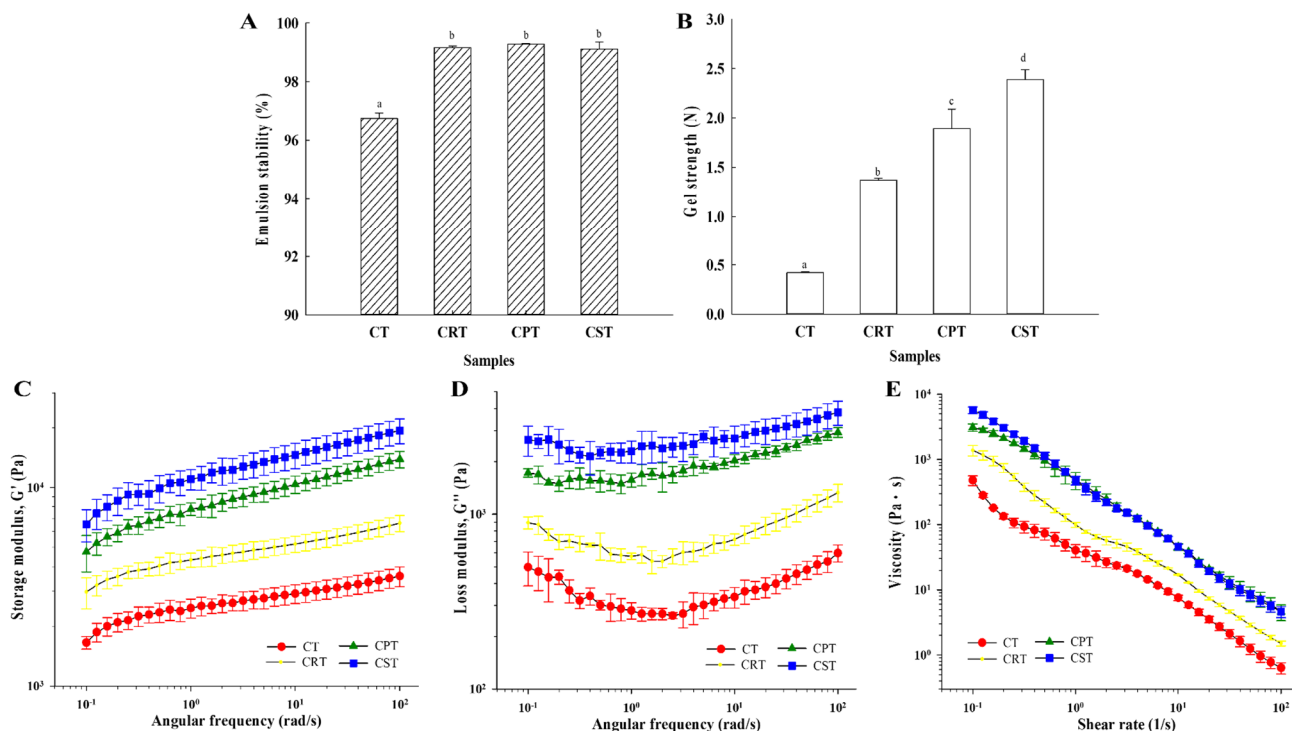 A
100
98
96
94
92
90
Emulsion stability (%)
a
b
b
b
CT
CRT
CPT
CST
Samples
B
3.0
2.5
2.0
1.5
1.0
0.5
0.0
Gel strength (N)
a
b
c
d
CT
CRT
CPT
CST
Samples
C
Storage modulus, G' (Pa)
10⁴
10³
10⁻¹
10⁰
10¹
10²
Angular frequency (rad/s)
CT
CPT
CRT
CST
D
Loss modulus, G'' (Pa)
10³
10²
10⁻¹
10⁰
10¹
10²
Angular frequency (rad/s)
CT
CPT
CRT
CST
E
Viscosity (Pa · s)
10⁴
10³
10²
10¹
10⁰
10⁻¹
10⁰
10¹
10²
Shear rate (1/s)
CT
CPT
CRT
CST